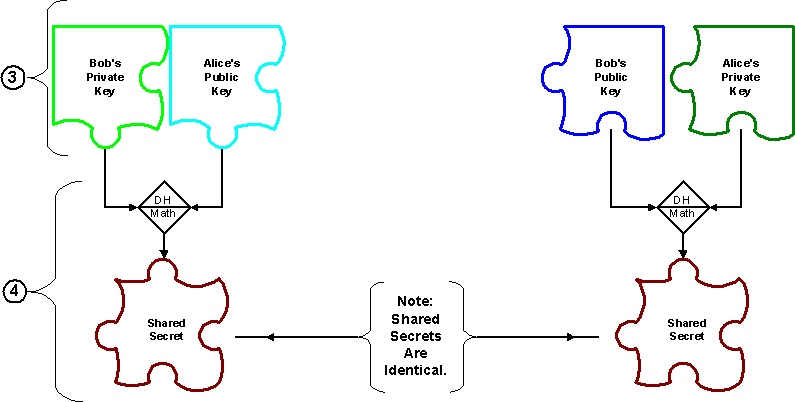 3
Bob's
Private
Key
Alice's
Public
Key
Bob's
Public
Key
Alice's
Private
Key
DH
Math
DH
Math
4
Shared
Secret
Note:
Shared
Secrets
Are
Identical.
Shared
Secret